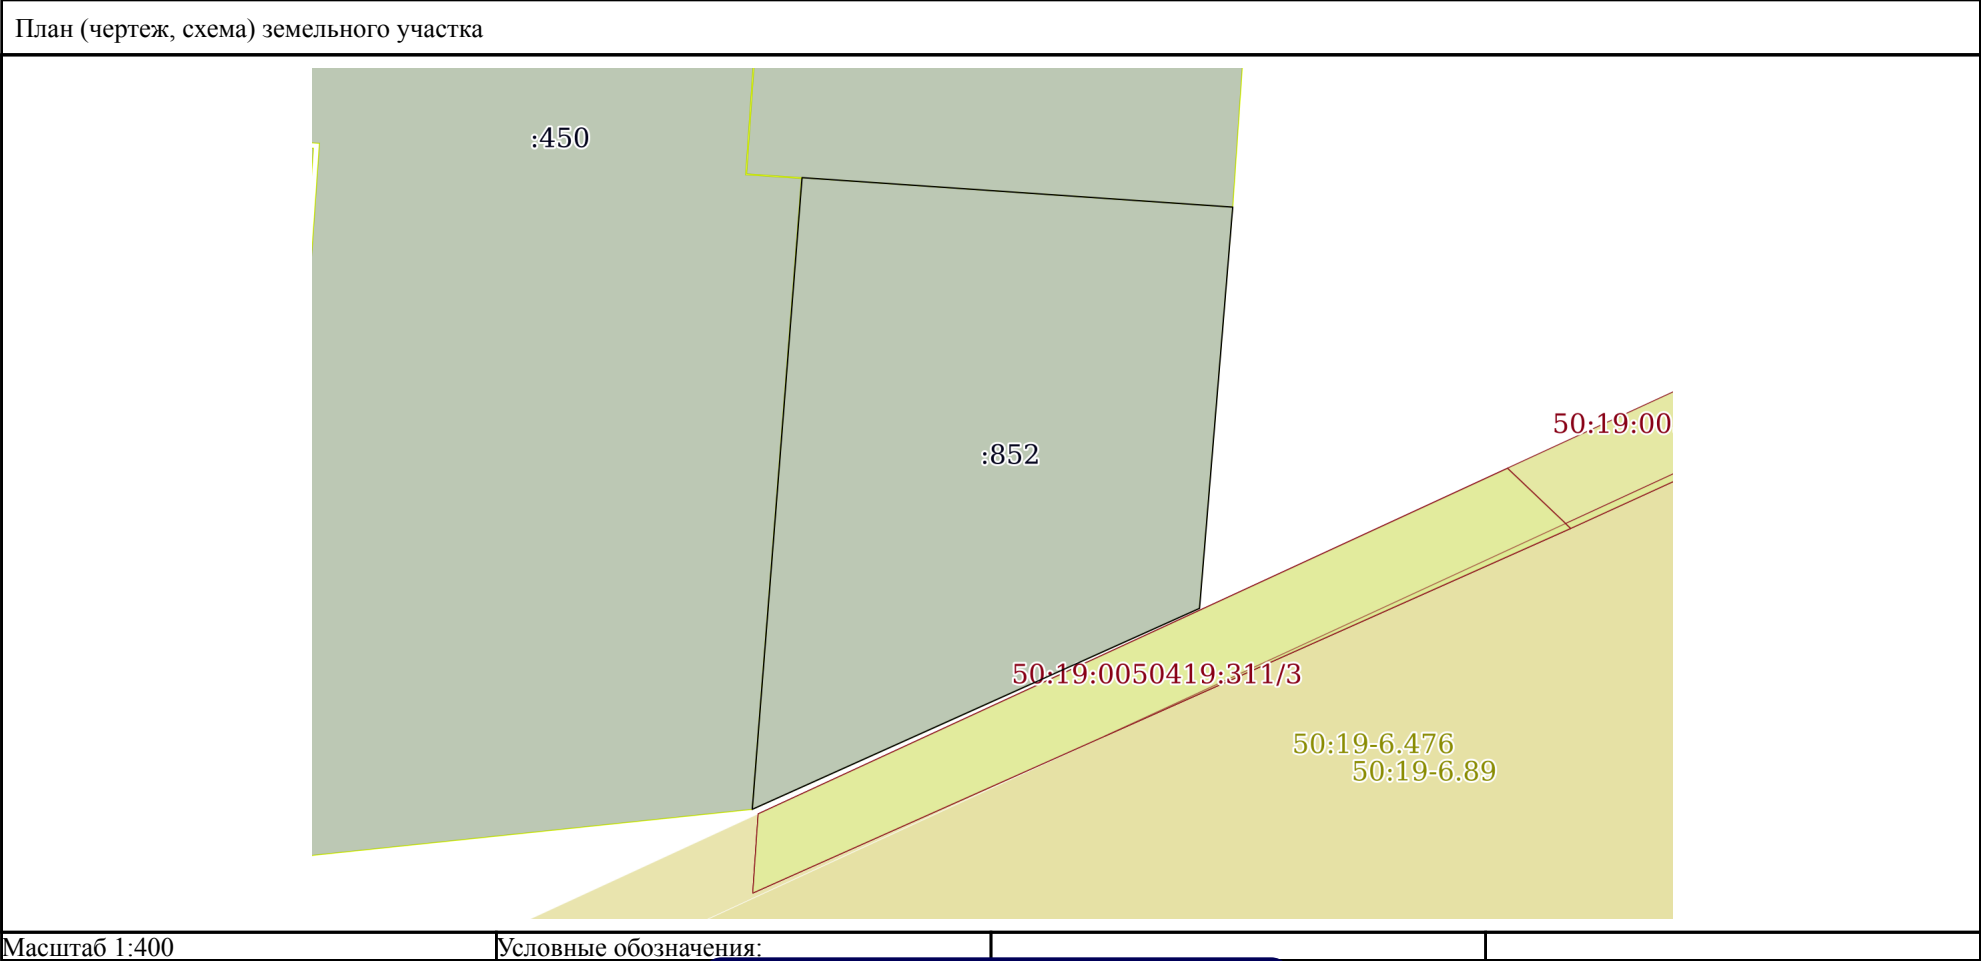 План (чертеж, схема) земельного участка
:450
50:19:00
:852
50:19:0050419:311/3
50:19-6.476
50:19-6.89
Масштаб 1:400
Условные обозначения: